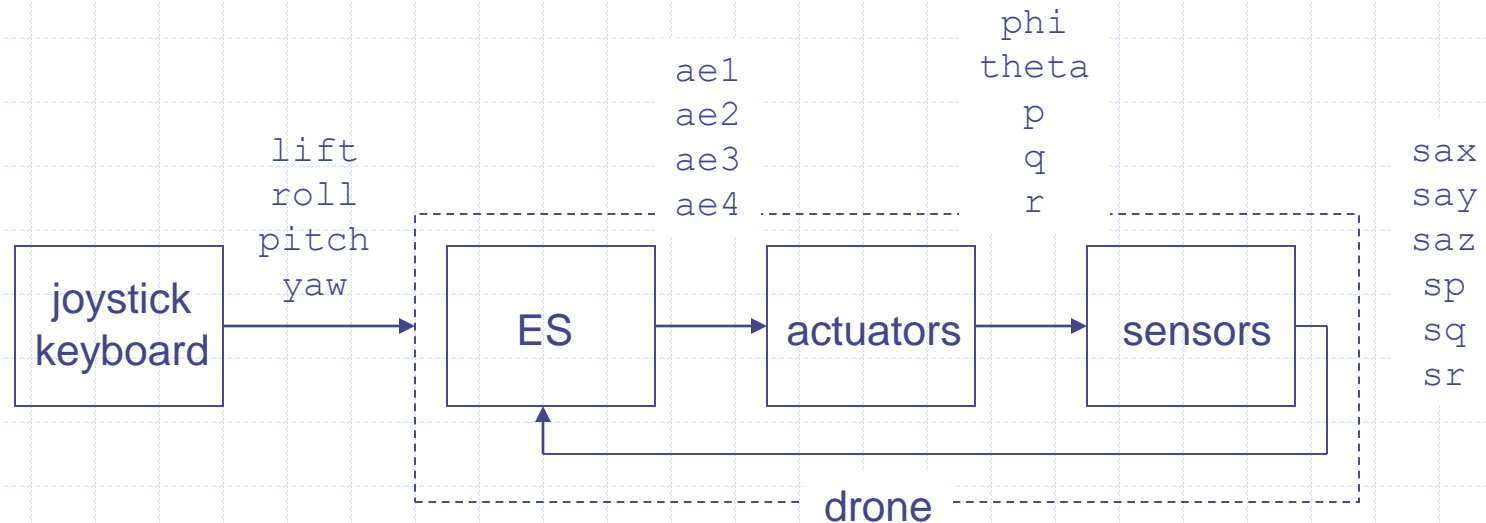 phi
theta
p
q
r
ae1
ae2
ae3
ae4
lift
roll
pitch
yaw
sax
say
saz
sp
sq
sr
joystick
keyboard
ES
actuators
sensors
drone